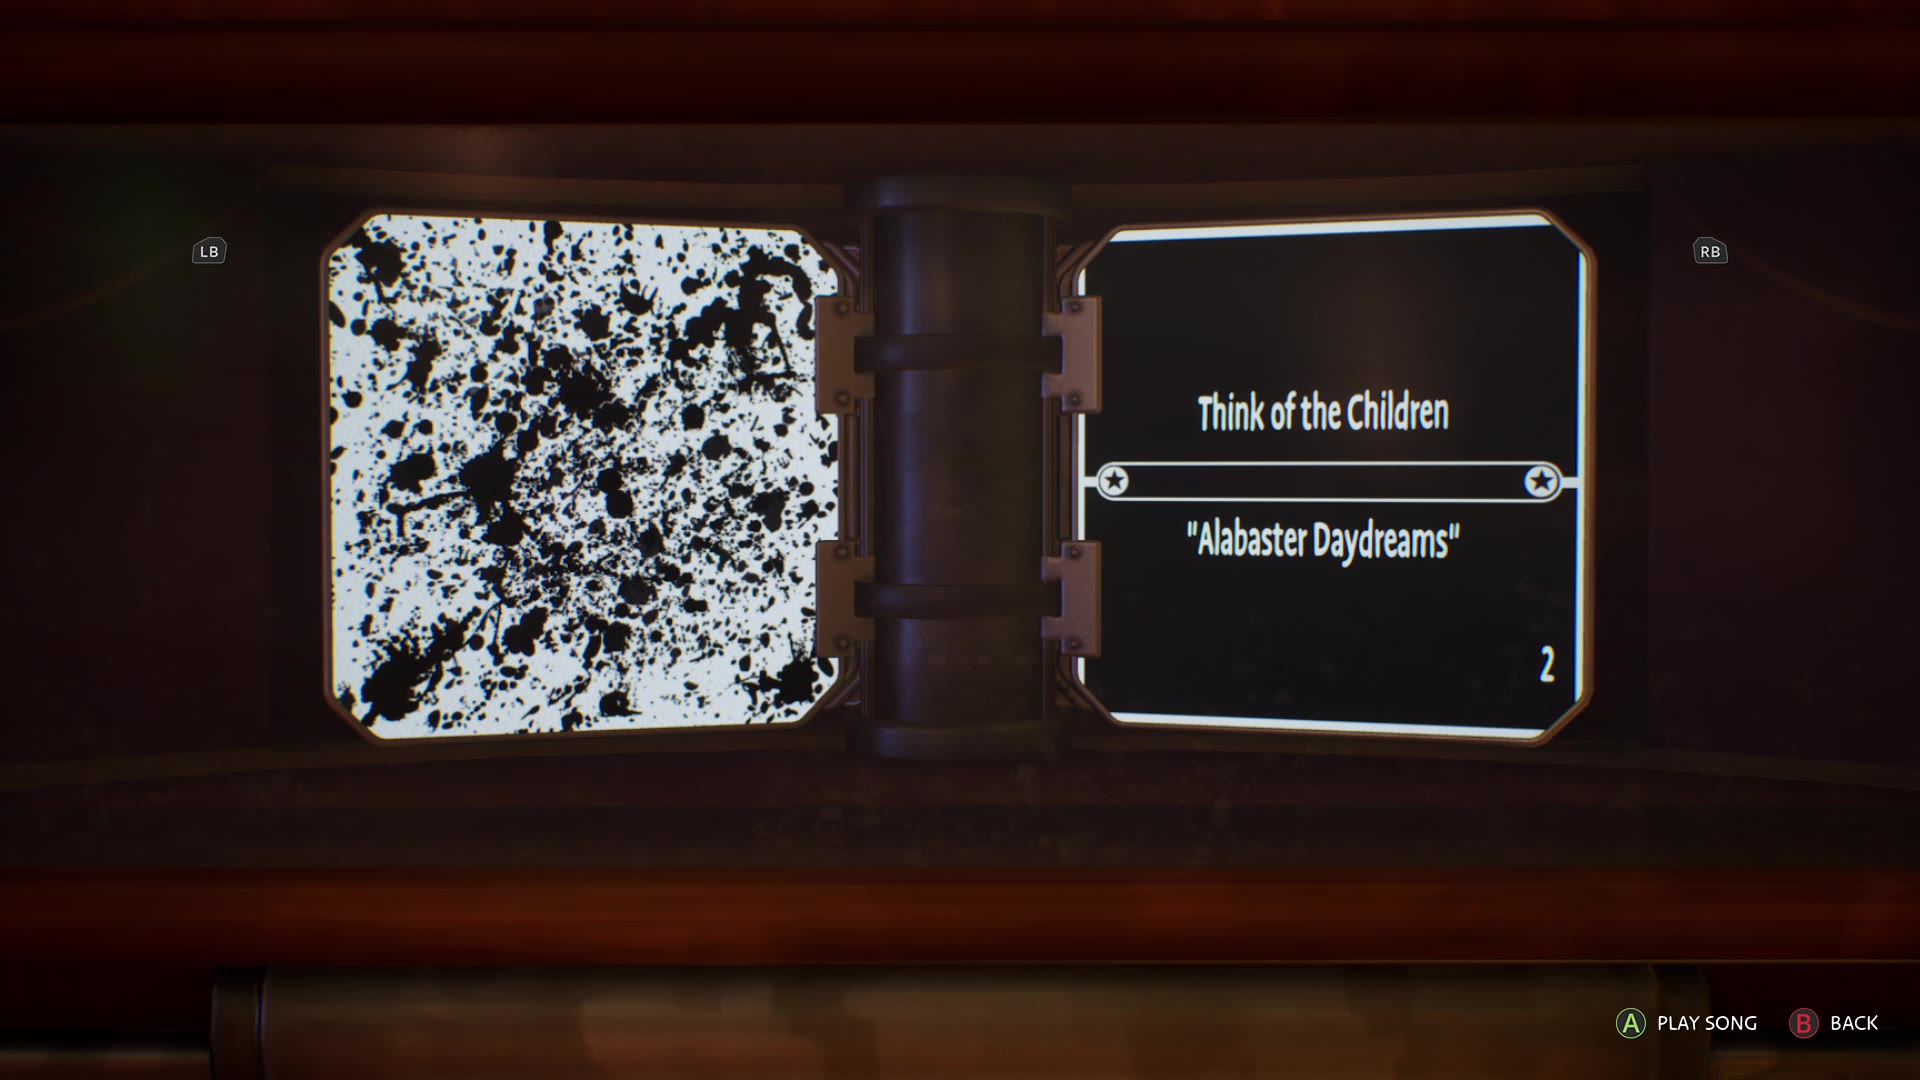 LB
RB
Think of the Children
"Alabaster Daydreams"
2
A PLAY SONG B BACK